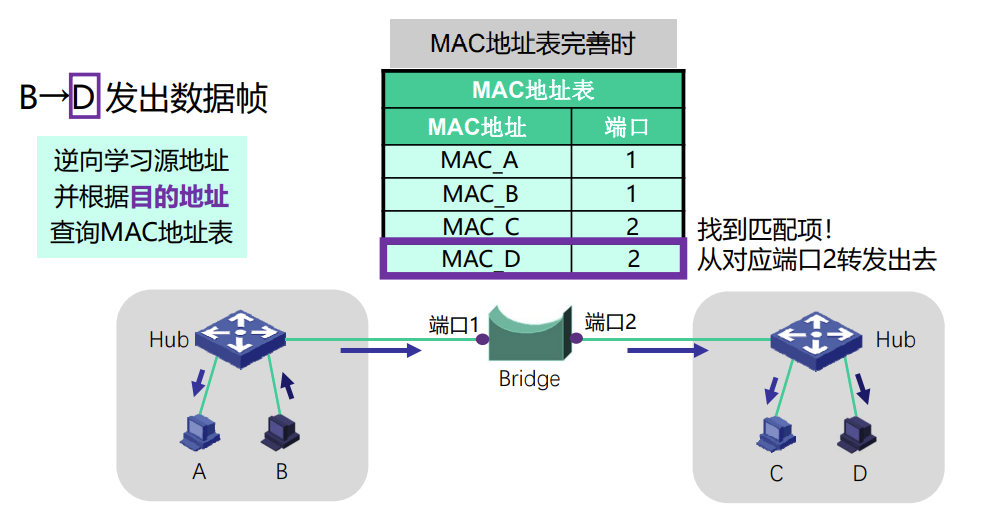 MAC地址表完善时
B→D 发出数据帧
逆向学习源地址
并根据目的地址
查询MAC地址表
MAC地址表
MAC地址 端口
MAC_A 1
MAC_B 1
MAC_C 2
MAC_D 2
找到匹配项！
从对应端口2转发出去
Hub
端口1
端口2
Hub
Bridge
A
B
C
D